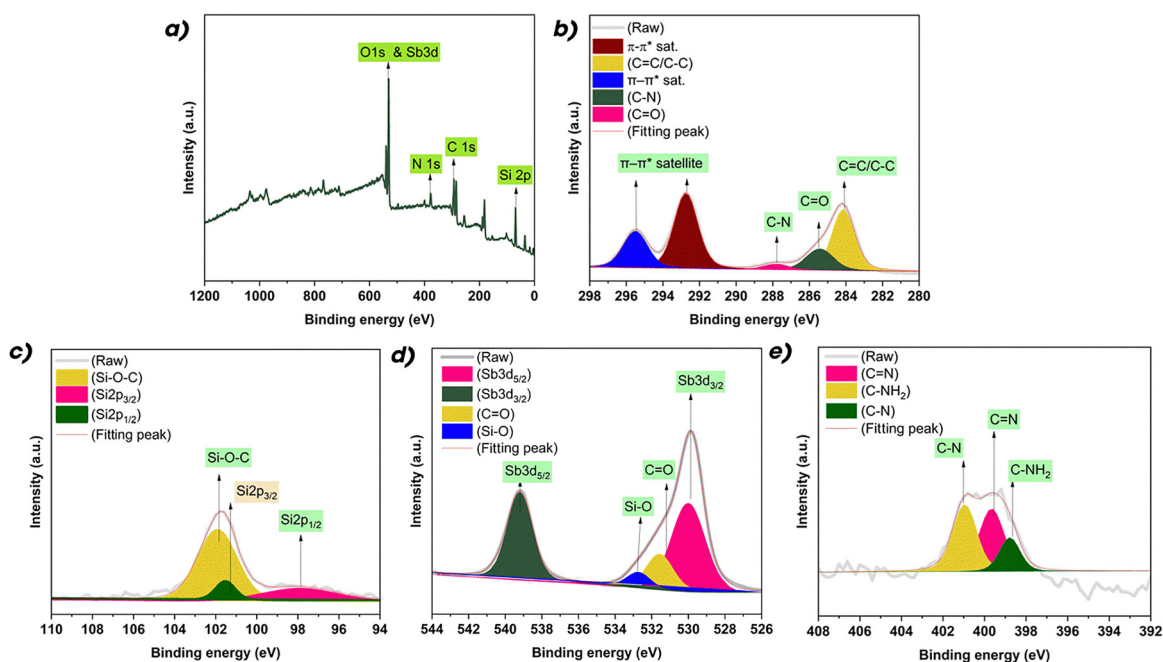 a)
O1s & Sb3d
N 1s
C 1s
Si 2p
Intensity (a.u.)
1200 1000 800 600 400 200 0
Binding energy (eV)
b)
(Raw)
π-π* sat.
(C=C/C-C)
π–π* sat.
(C-N)
(C=O)
(Fitting peak)
π–π* satellite
C-N
C=O
C=C/C-C
Intensity (a.u.)
298 296 294 292 290 288 286 284 282 280
Binding energy (eV)
c)
(Raw)
(Si-O-C)
(Si2p3/2)
(Si2p1/2)
(Fitting peak)
Si-O-C
Si2p3/2
Si2p1/2
Intensity (a.u.)
110 108 106 104 102 100 98 96 94
Binding energy (eV)
d)
(Raw)
(Sb3d5/2)
(Sb3d3/2)
(C=O)
(Si-O)
(Fitting peak)
Sb3d5/2
Si-O
C=O
Sb3d3/2
Intensity (a.u.)
544 542 540 538 536 534 532 530 528 526
Binding energy (eV)
e)
(Raw)
(C=N)
(C-NH2)
(C-N)
(Fitting peak)
C-N
C=N
C-NH2
Intensity (a.u.)
408 406 404 402 400 398 396 394 392
Binding energy (eV)